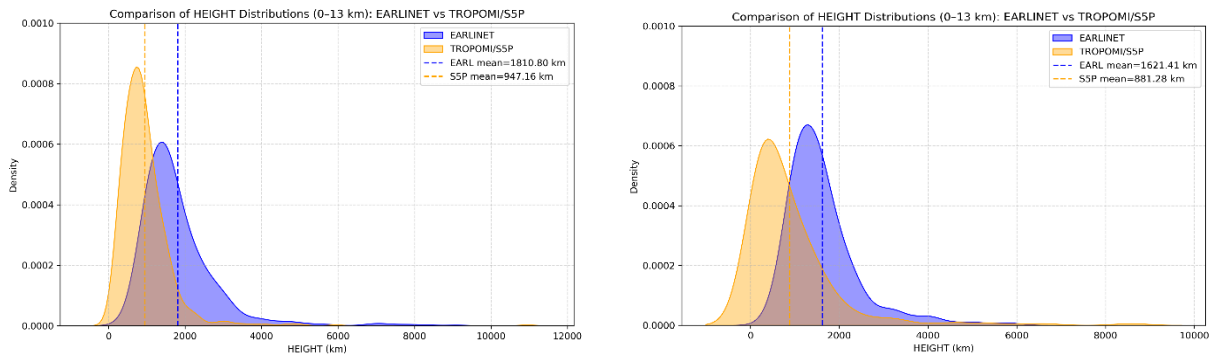 Comparison of HEIGHT Distributions (0–13 km): EARLINET vs TROPOMI/S5P
0.0010
0.0008
0.0006
0.0004
0.0002
0.0000
Density
EARLINET
TROPOMI/S5P
EARL mean=1810.80 km
S5P mean=947.16 km
0
2000
4000
6000
8000
10000
12000
HEIGHT (km)
Comparison of HEIGHT Distributions (0–13 km): EARLINET vs TROPOMI/S5P
0.0010
0.0008
0.0006
0.0004
0.0002
0.0000
Density
EARLINET
TROPOMI/S5P
EARL mean=1621.41 km
S5P mean=881.28 km
0
2000
4000
6000
8000
10000
HEIGHT (km)